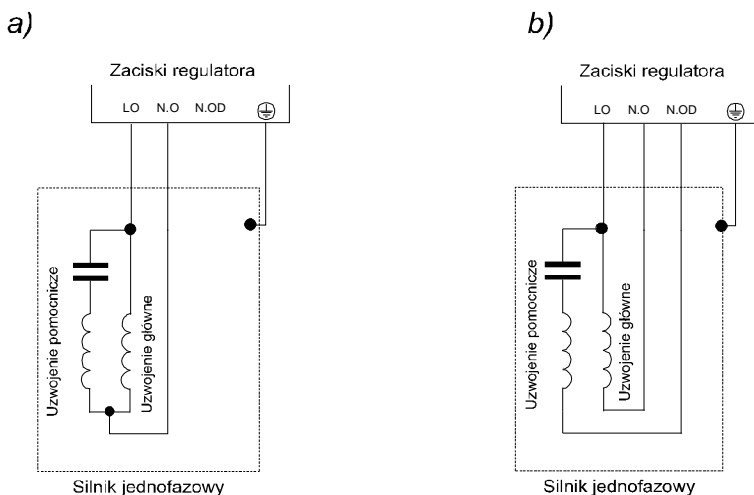 a)
Zaciski regulatora
LO N.O N.OD
Uzwojenie pomocnicze
Uzwojenie główne
Silnik jednofazowy
b)
Zaciski regulatora
LO N.O N.OD
Uzwojenie pomocnicze
Uzwojenie główne
Silnik jednofazowy